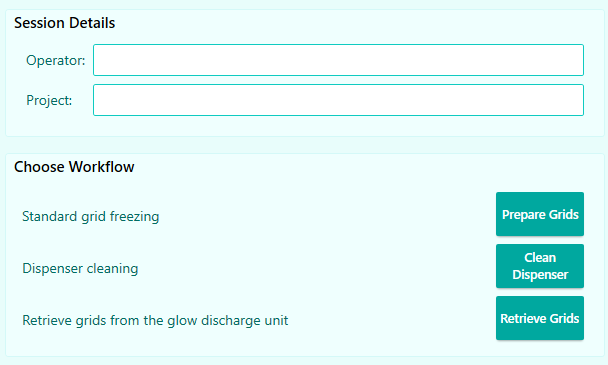 Session Details
Operator:
Project:
Choose Workflow
Standard grid freezing
Prepare Grids
Dispenser cleaning
Clean
Dispenser
Retrieve grids from the glow discharge unit
Retrieve Grids